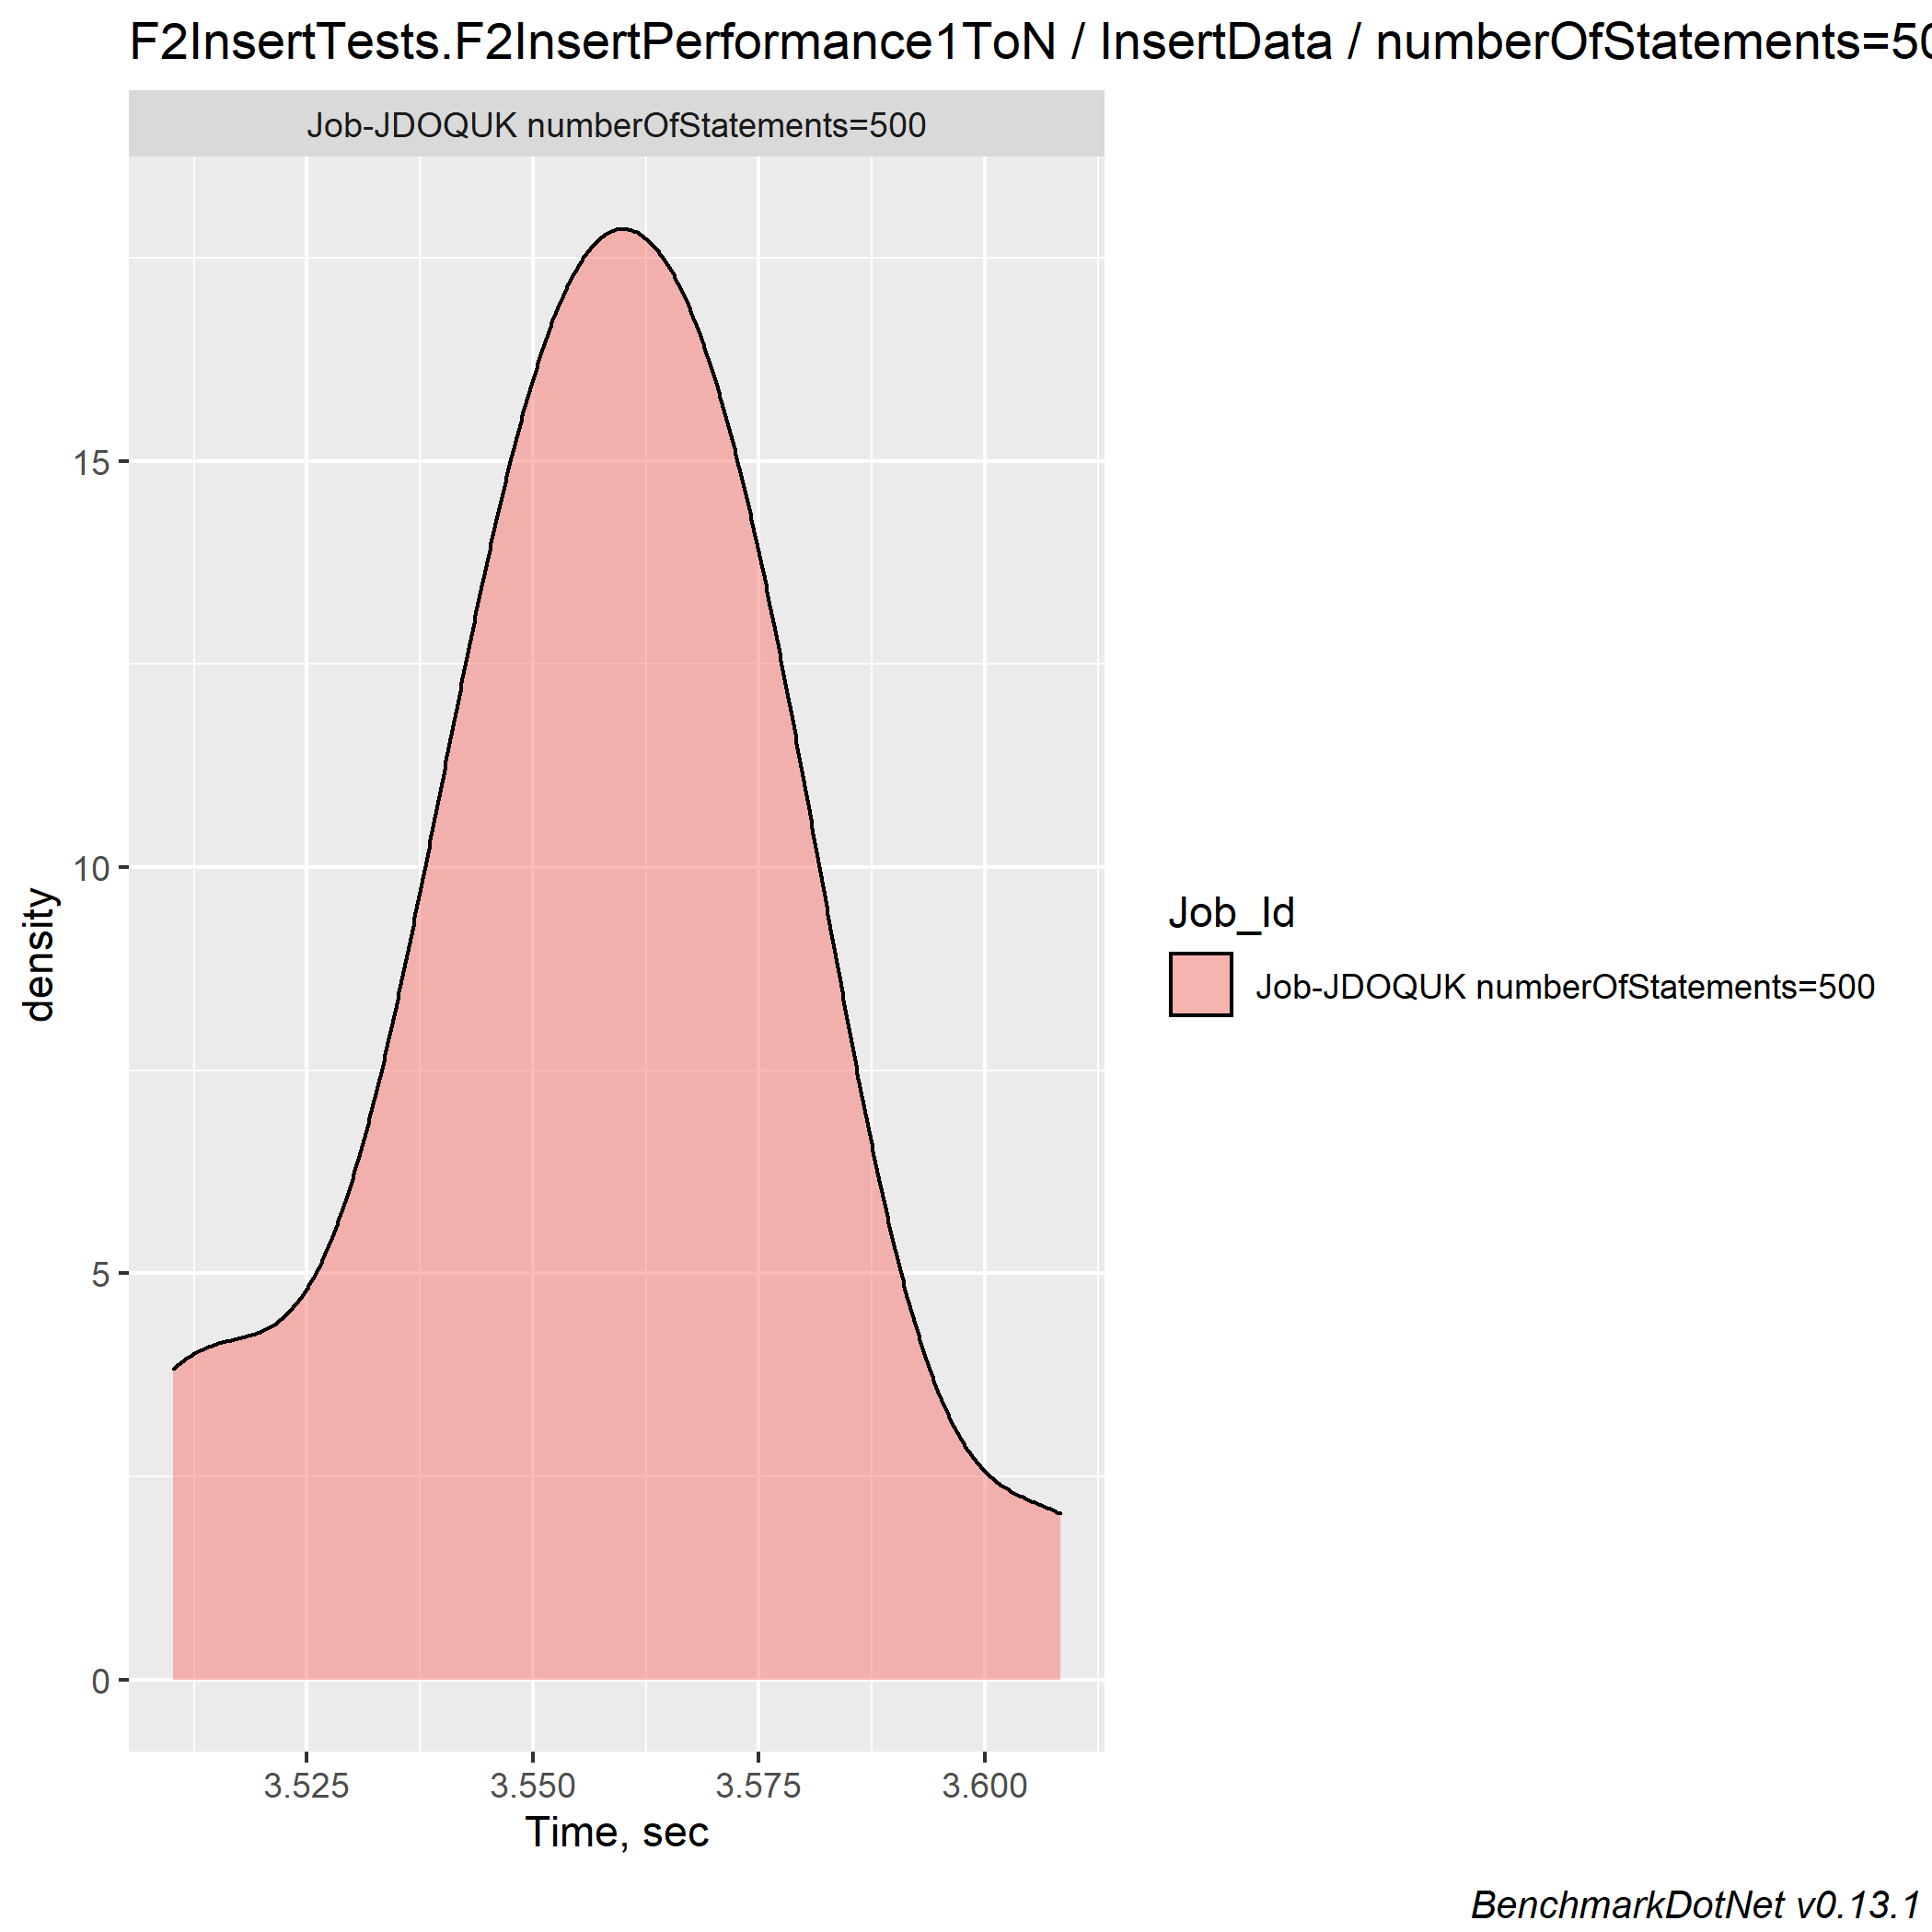 F2InsertTests.F2InsertPerformance1ToN / InsertData / numberOfStatements=50
Job-JDOQUK numberOfStatements=500
15
10
5
0
density
3.525 3.550 3.575 3.600
Time, sec
Job_Id
Job-JDOQUK numberOfStatements=500
BenchmarkDotNet v0.13.1